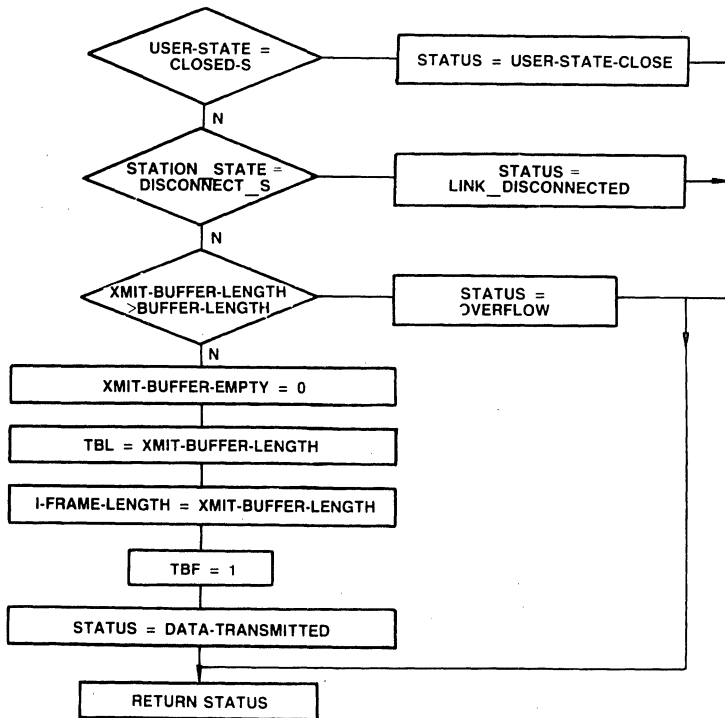 USER-STATE =
CLOSED-S
STATUS = USER-STATE-CLOSE
N
STATION_STATE =
DISCONNECT_S
STATUS =
LINK_DISCONNECTED
N
XMIT-BUFFER-LENGTH
>BUFFER-LENGTH
STATUS =
OVERFLOW
N
XMIT-BUFFER-EMPTY = 0
TBL = XMIT-BUFFER-LENGTH
I-FRAME-LENGTH = XMIT-BUFFER-LENGTH
TBF = 1
STATUS = DATA-TRANSMITTED
RETURN STATUS